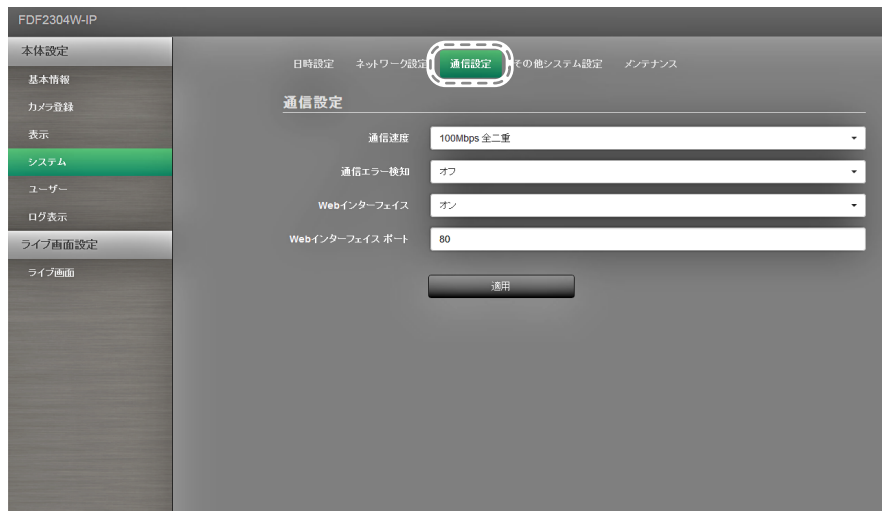 FDF2304W-IP
本体設定
基本情報
カメラ登録
表示
システム
ユーザー
ログ表示
ライブ画面設定
ライブ画面
日時設定 ネットワーク設定 通信設定 その他システム設定 メンテナンス
通信設定
通信速度 100Mbps 全二重
通信エラー検知 オフ
Webインターフェイス オン
Webインターフェイス ポート 80
適用